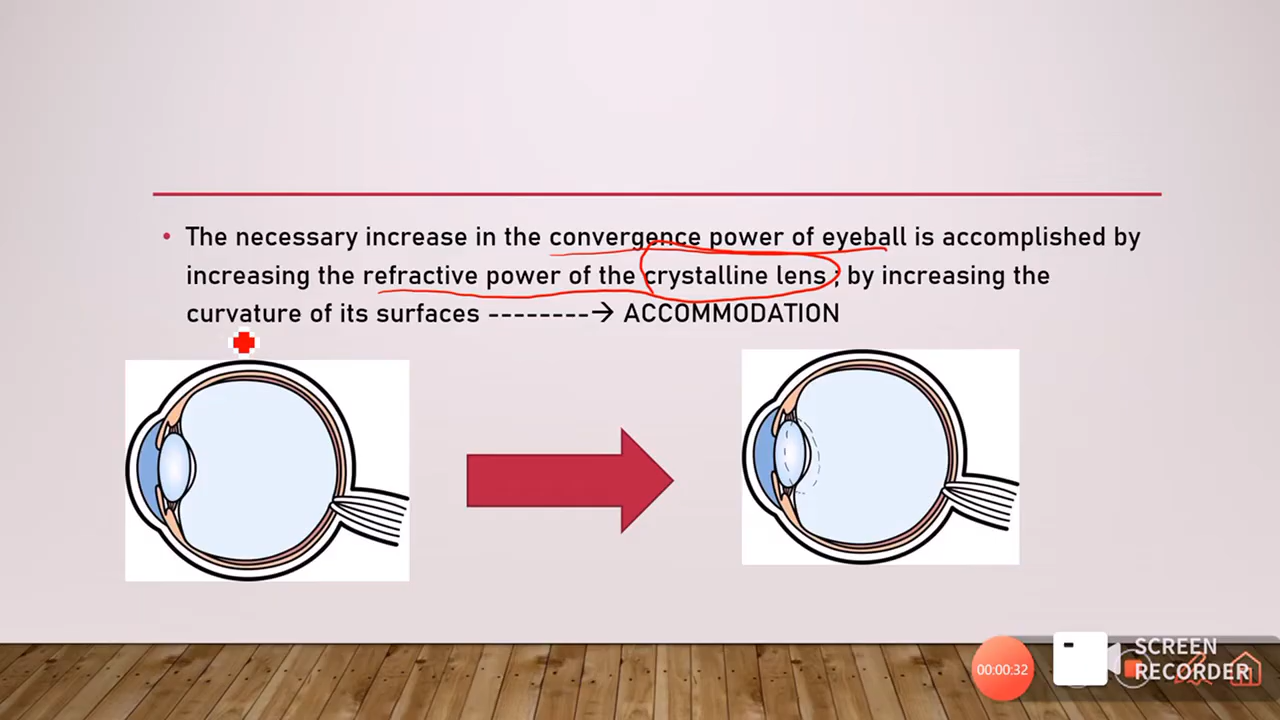 • The necessary increase in the convergence power of eyeball is accomplished by
increasing the refractive power of the crystalline lens ; by increasing the
curvature of its surfaces --------→ ACCOMMODATION
00:00:32
SCREEN
RECORDER